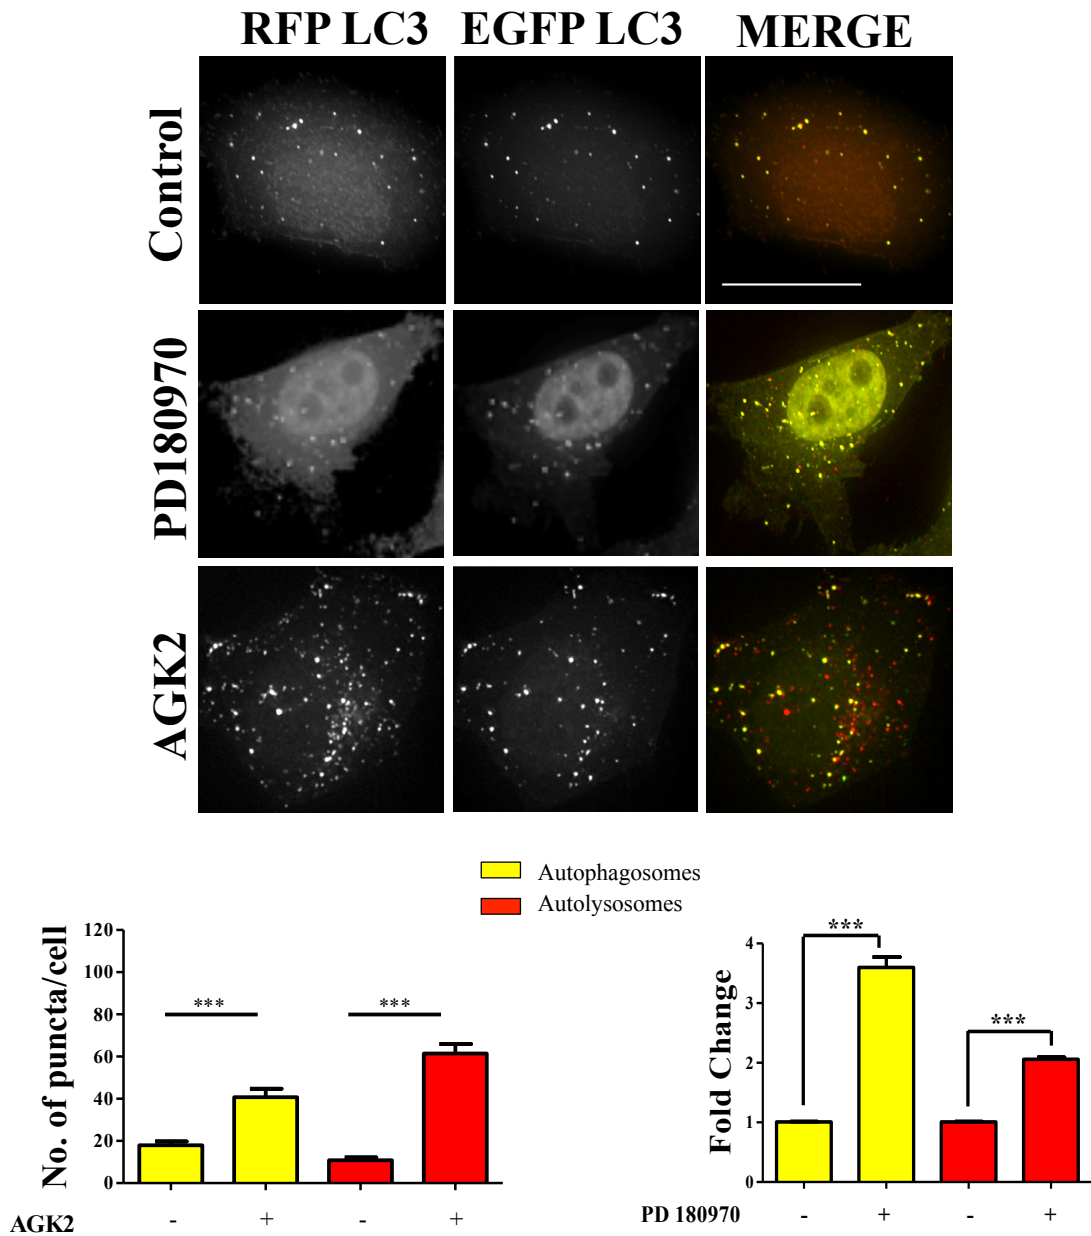 RFP LC3 EGFP LC3 MERGE
Control
PD180970
AGK2
Autophagosomes
Autolysosomes
No. of puncta/cell
120
100
80
60
40
20
0
*** ***
AGK2 - + - +
Fold Change
4
3
2
1
0
***
***
PD 180970 - + - +